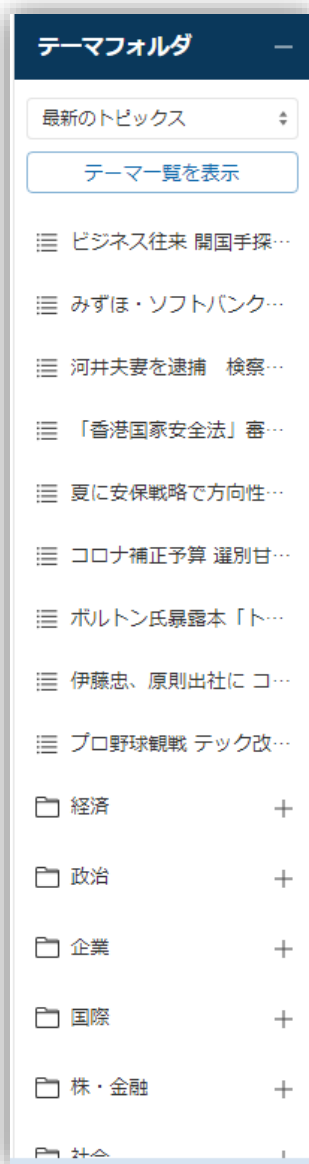 テーマフォルダ
最新のトピックス
テーマ一覧を表示
ビジネス往来 開国手探…
みずほ・ソフトバンク…
河井夫妻を逮捕　検察…
「香港国家安全法」審…
夏に安保戦略で方向性…
コロナ補正予算 選別甘…
ボルトン氏暴露本「ト…
伊藤忠、原則出社に コ…
プロ野球観戦 テック改…
経済
政治
企業
国際
株・金融
社会